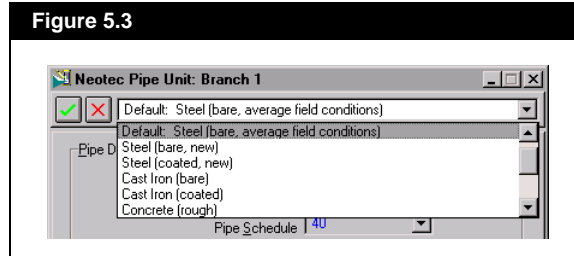 Figure 5.3
Neotec Pipe Unit: Branch 1
Default: Steel (bare, average field conditions)
Default: Steel (bare, average field conditions)
Pipe D
Steel (bare, new)
Steel (coated, new)
Cast Iron (bare)
Cast Iron (coated)
Concrete (rough)
Pipe Schedule 40